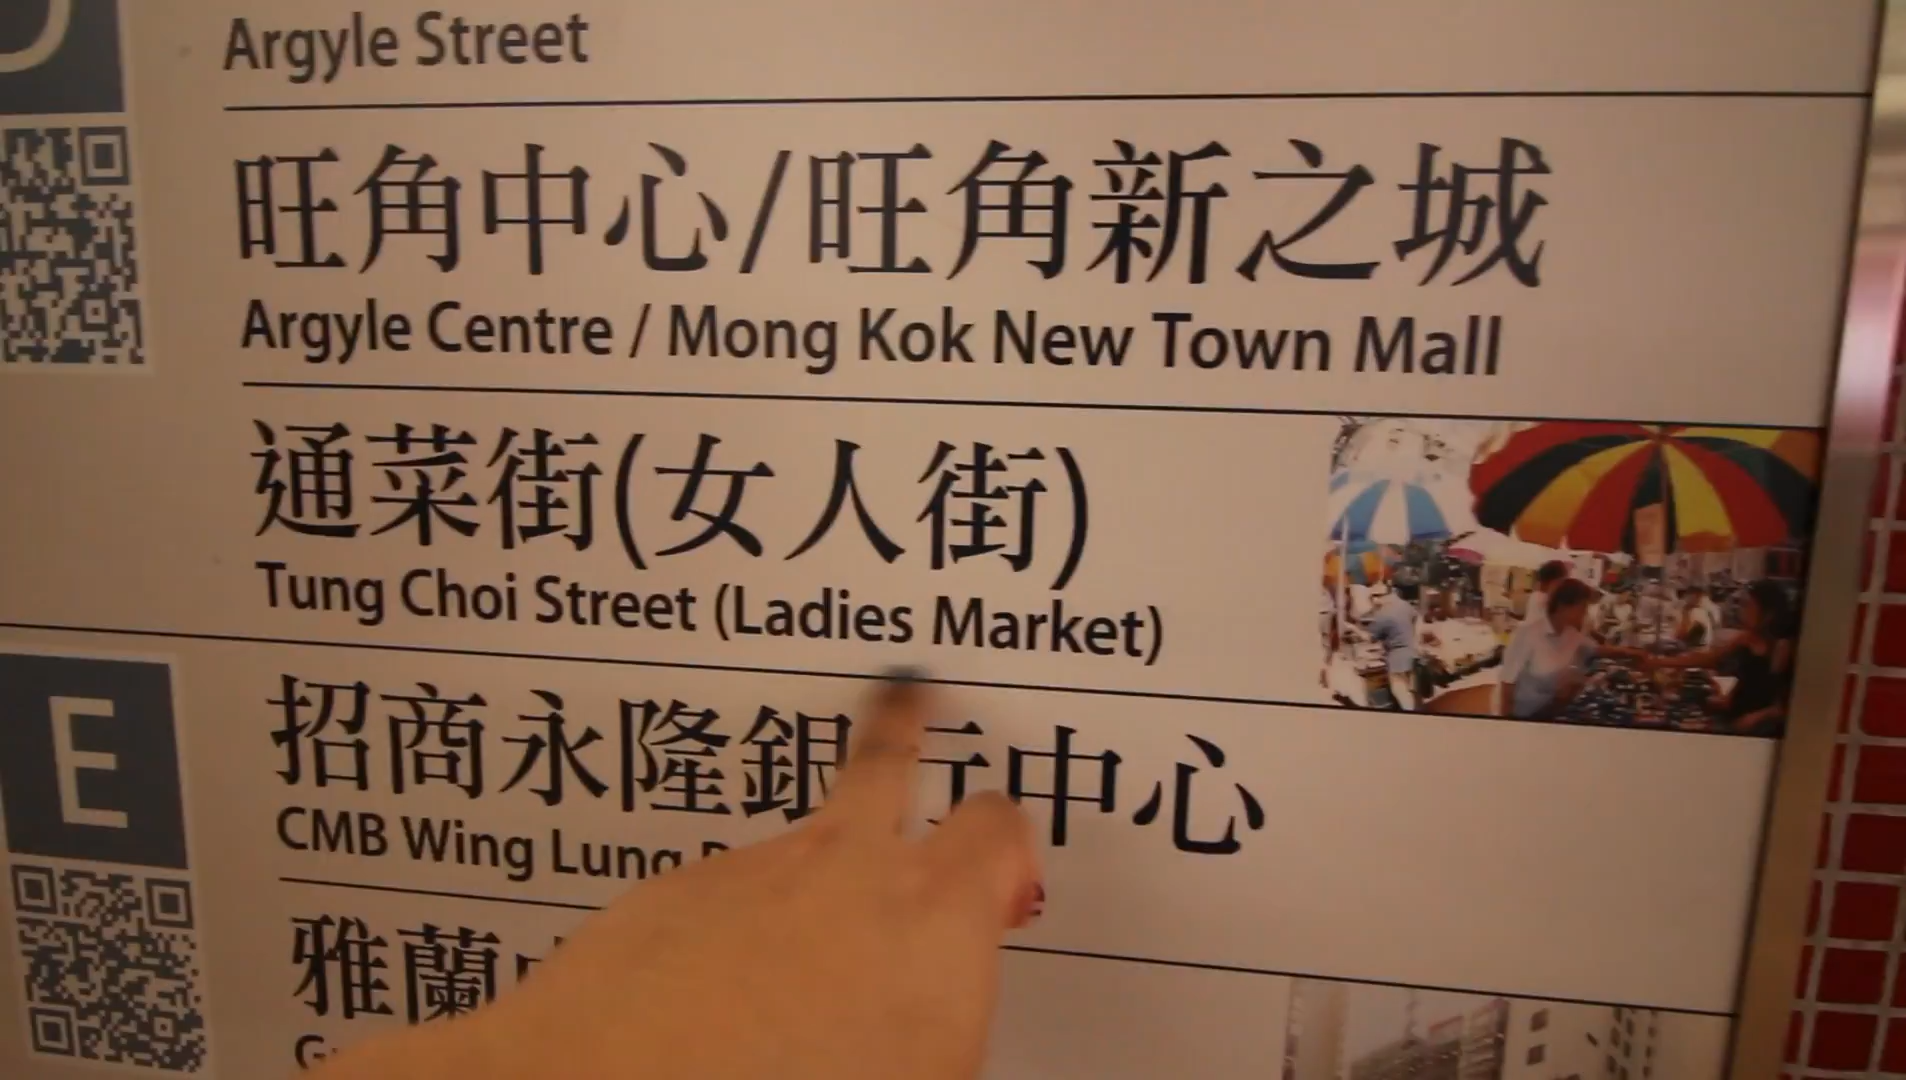 Argyle Street
旺角中心/旺角新之城
Argyle Centre / Mong Kok New Town Mall
通菜街(女人街)
Tung Choi Street (Ladies Market)
E
招商永隆銀行中心
CMB Wing Lung
雅蘭